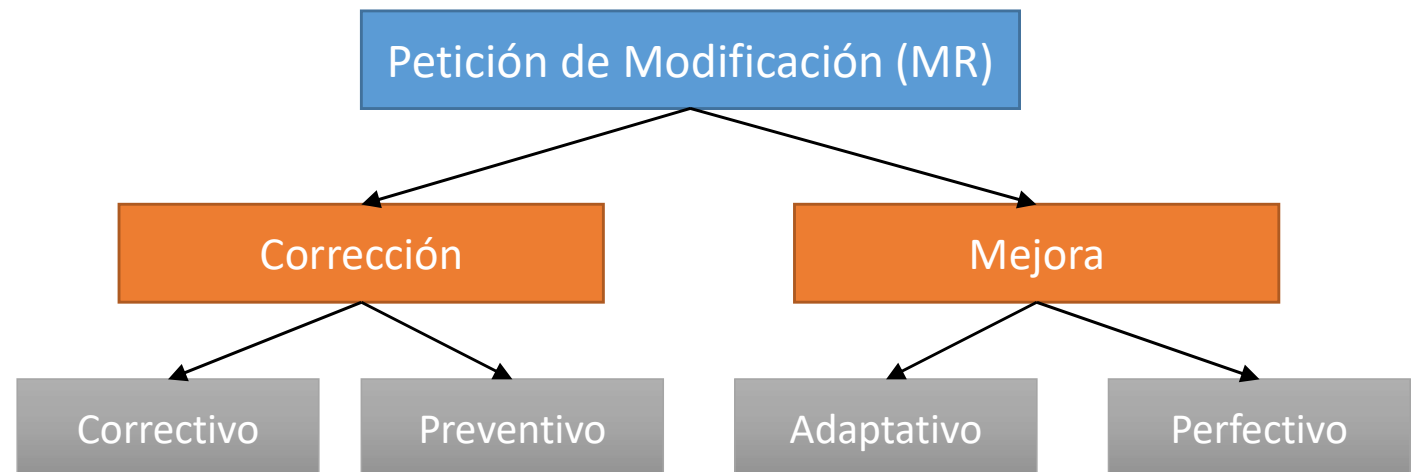 Petición de Modificación (MR)
Corrección
Mejora
Correctivo
Preventivo
Adaptativo
Perfectivo